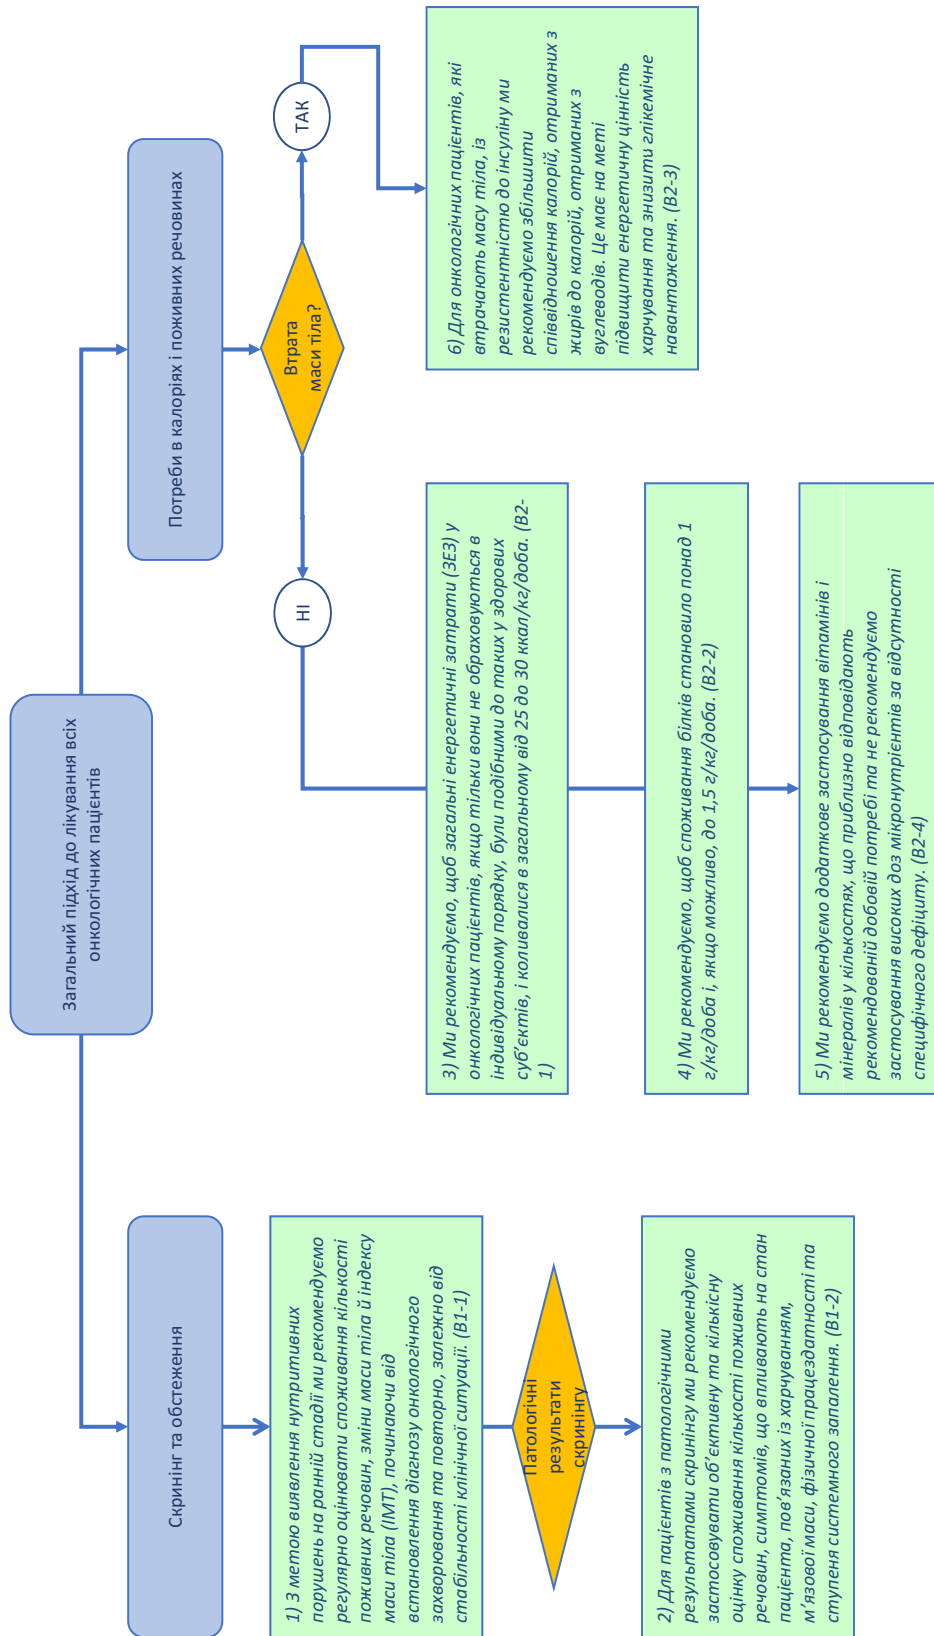 Загальний підхід до лікування всіх
онкологічних пацієнтів
Скринінг та обстеження
1) З метою виявлення нутритивних
порушень на ранній стадії ми рекомендуємо
регулярно оцінювати споживання кількості
поживних речовин, зміни маси тіла й індексу
маси тіла (ІМТ), починаючи від
встановлення діагнозу онкологічного
захворювання та повторно, залежно від
стабільності клінічної ситуації. (В1-1)
Патологічні
результати
скринінгу
2) Для пацієнтів з патологічними
результатами скринінгу ми рекомендуємо
застосовувати об’єктивну та кількісну
оцінку споживання кількості поживних
речовин, симптомів, що впливають на стан
пацієнта, пов’язаних із харчуванням,
м’язової маси, фізичної працездатності та
ступеня системного запалення. (В1-2)
Потреби в калоріях і поживних речовинах
Втрата
маси тіла?
НІ
ТАК
3) Ми рекомендуємо, щоб загальні енергетичні затрати (ЗЕЗ) у
онкологічних пацієнтів, якщо тільки вони не обраховуються в
індивідуальному порядку, були подібними до таких у здорових
суб’єктів, і коливалися в загальному від 25 до 30 ккал/кг/доба. (В2-
1)
4) Ми рекомендуємо, щоб споживання білків становило понад 1
г/кг/доба і, якщо можливо, до 1,5 г/кг/доба. (В2-2)
5) Ми рекомендуємо додаткове застосування вітамінів і
мінералів у кількостях, що приблизно відповідають
рекомендованій добовій потребі та не рекомендуємо
застосування високих доз мікронутрієнтів за відсутності
специфічного дефіциту. (В2-4)
6) Для онкологічних пацієнтів, які
втрачають масу тіла, із
резистентністю до інсуліну ми
рекомендуємо збільшити
співвідношення калорій, отриманих з
жирів до калорій, отриманих з
вуглеводів. Це має на меті
підвищити енергетичну цінність
харчування та знизити глікемічне
навантаження. (В2-3)